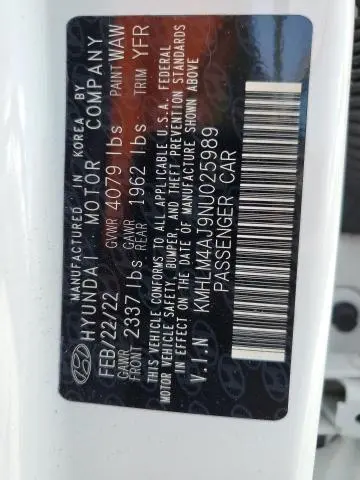 MANUFACTURED IN KOREA BY
HYUNDAI MOTOR COMPANY
FEB/22/22 GVWR 4079 lbs PAINT WAW
GAWR FRONT 2337 lbs GAWR REAR 1962 lbs TRIM YFR
THIS VEHICLE CONFORMS TO ALL APPLICABLE U.S.A. FEDERAL
MOTOR VEHICLE SAFETY, BUMPER, AND THEFT PREVENTION STANDARDS
IN EFFECT ON THE DATE OF MANUFACTURE SHOWN ABOVE
V.I.N KMHLM4AJ9NU025989
PASSENGER CAR